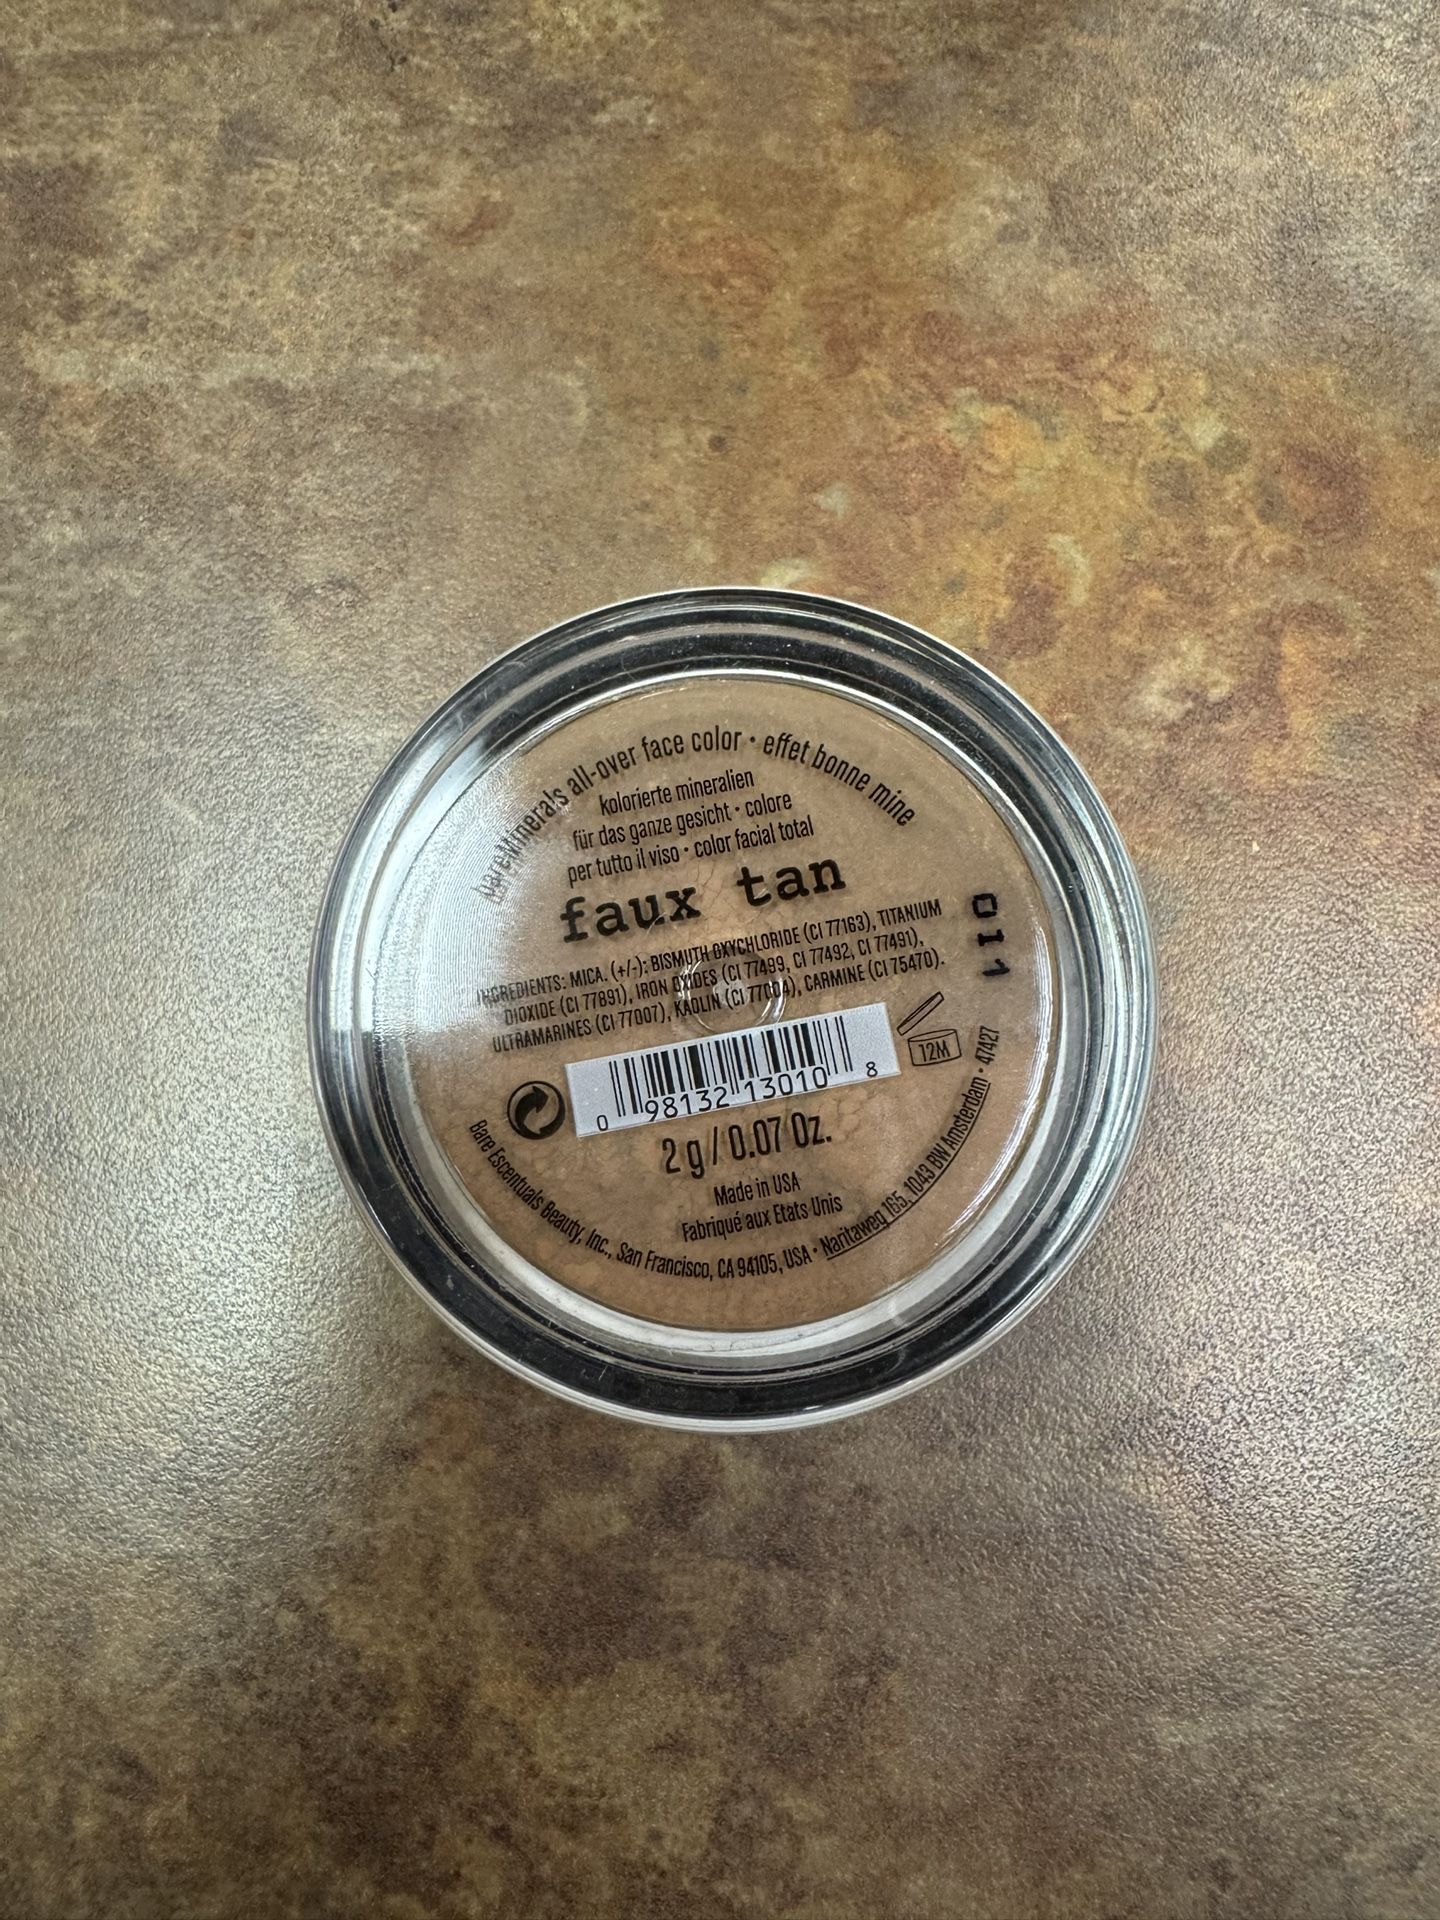 bareMinerals all-over face color • effet bonne mine
kolorierte mineralien
für das ganze gesicht • colore
per tutto il viso • color facial total
faux tan
INGREDIENTS: MICA. (+/-): BISMUTH OXYCHLORIDE (CI 77163), TITANIUM
DIOXIDE (CI 77891), IRON OXIDES (CI 77499, CI 77492, CI 77491),
ULTRAMARINES (CI 77007), KAOLIN (CI 77004), CARMINE (CI 75470).
011
12M
0 98132 13010 8
2 g / 0.07 Oz.
Made in USA
Fabriqué aux Etats Unis
Bare Escentuals Beauty, Inc., San Francisco, CA 94105, USA • Naritaweg 165, 1043 BW Amsterdam • 47427